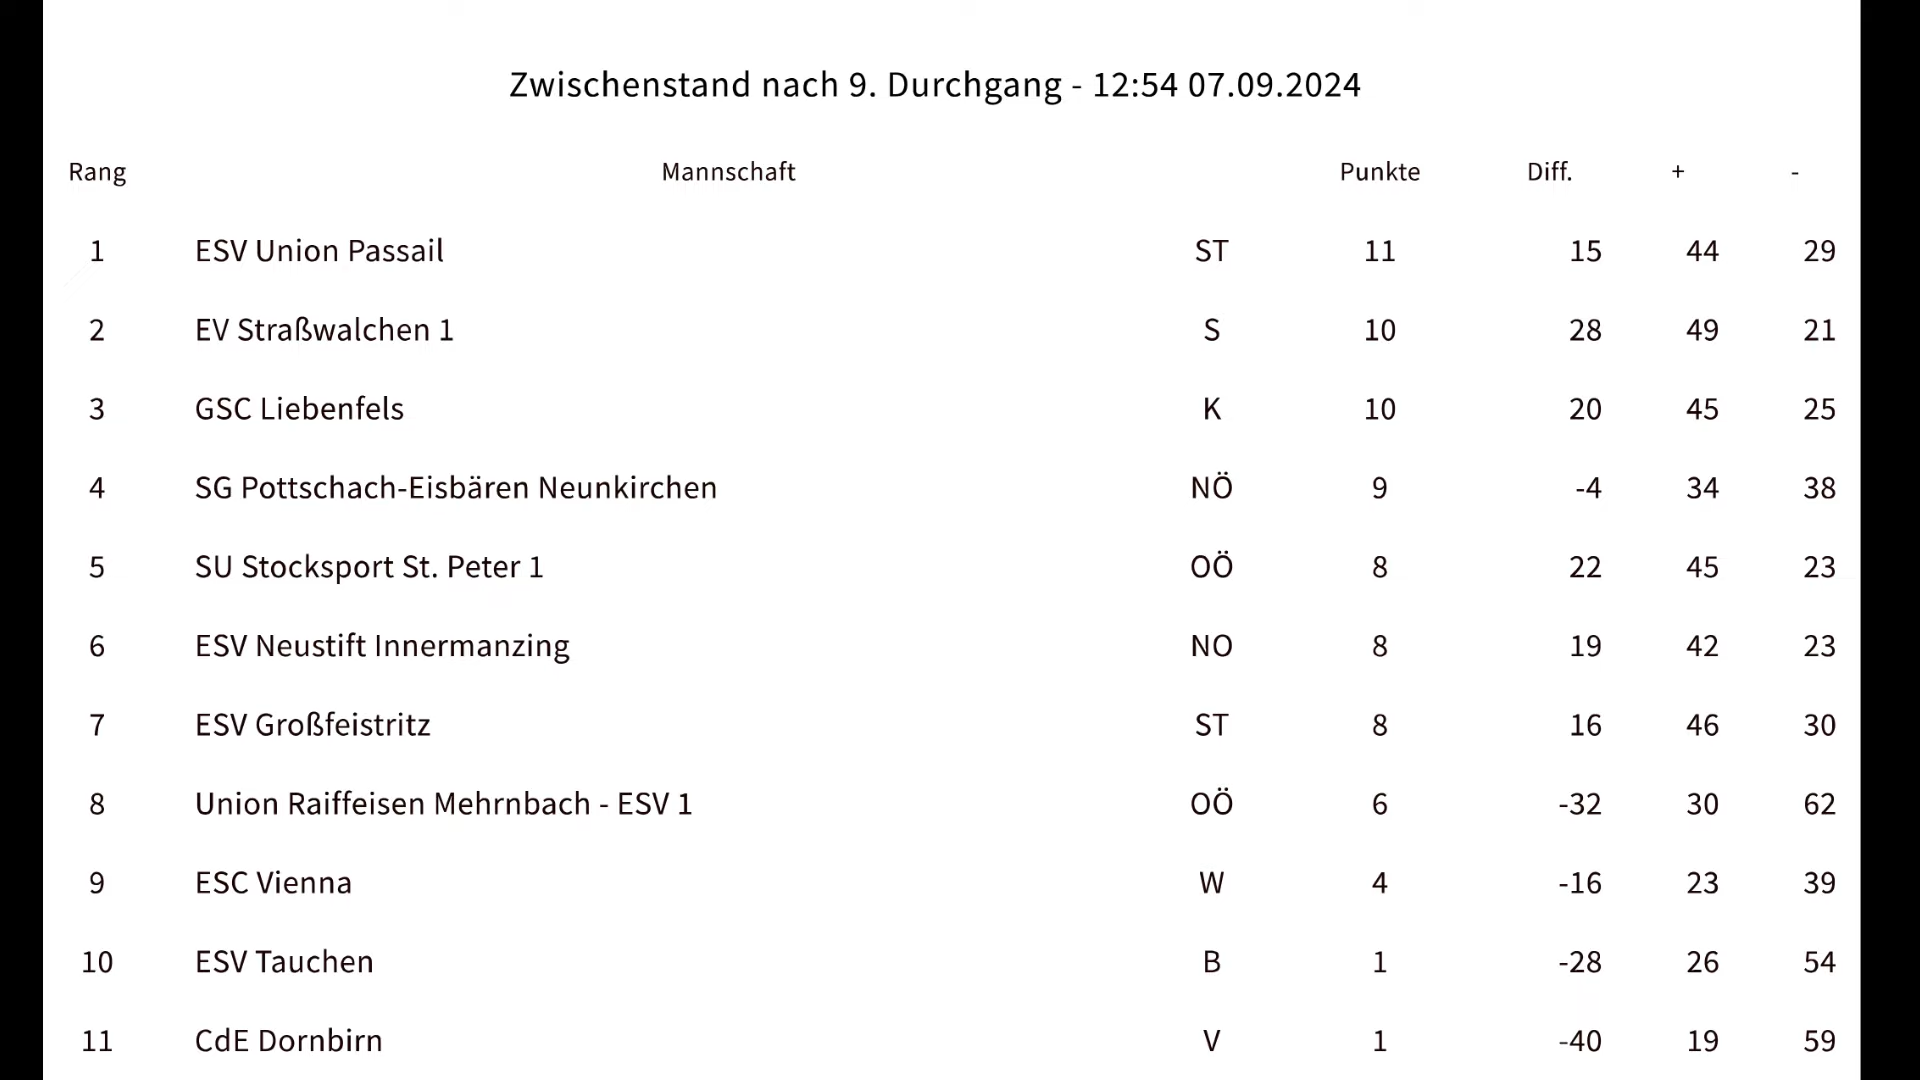 Zwischenstand nach 9. Durchgang - 12:54 07.09.2024
Rang Mannschaft Punkte Diff. + -
1 ESV Union Passail ST 11 15 44 29
2 EV Straßwalchen 1 S 10 28 49 21
3 GSC Liebenfels K 10 20 45 25
4 SG Pottschach-Eisbären Neunkirchen NÖ 9 -4 34 38
5 SU Stocksport St. Peter 1 OÖ 8 22 45 23
6 ESV Neustift Innermanzing NO 8 19 42 23
7 ESV Großfeistritz ST 8 16 46 30
8 Union Raiffeisen Mehrnbach - ESV 1 OÖ 6 -32 30 62
9 ESC Vienna W 4 -16 23 39
10 ESV Tauchen B 1 -28 26 54
11 CdE Dornbirn V 1 -40 19 59